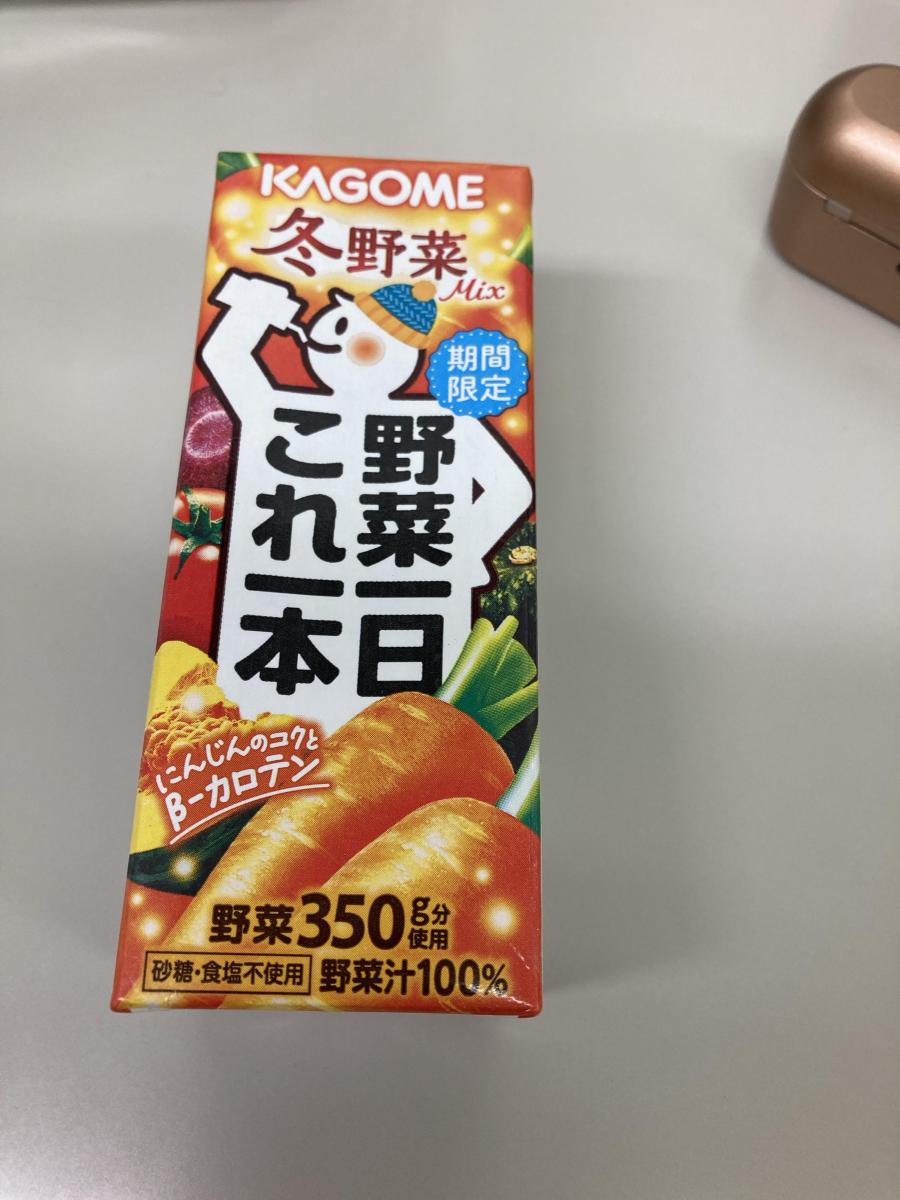 KAGOME
冬野菜
Mix
期間
限定
野菜一日
これ一本
にんじんのコクと
β-カロテン
野菜350g分
使用
砂糖・食塩不使用
野菜汁100%